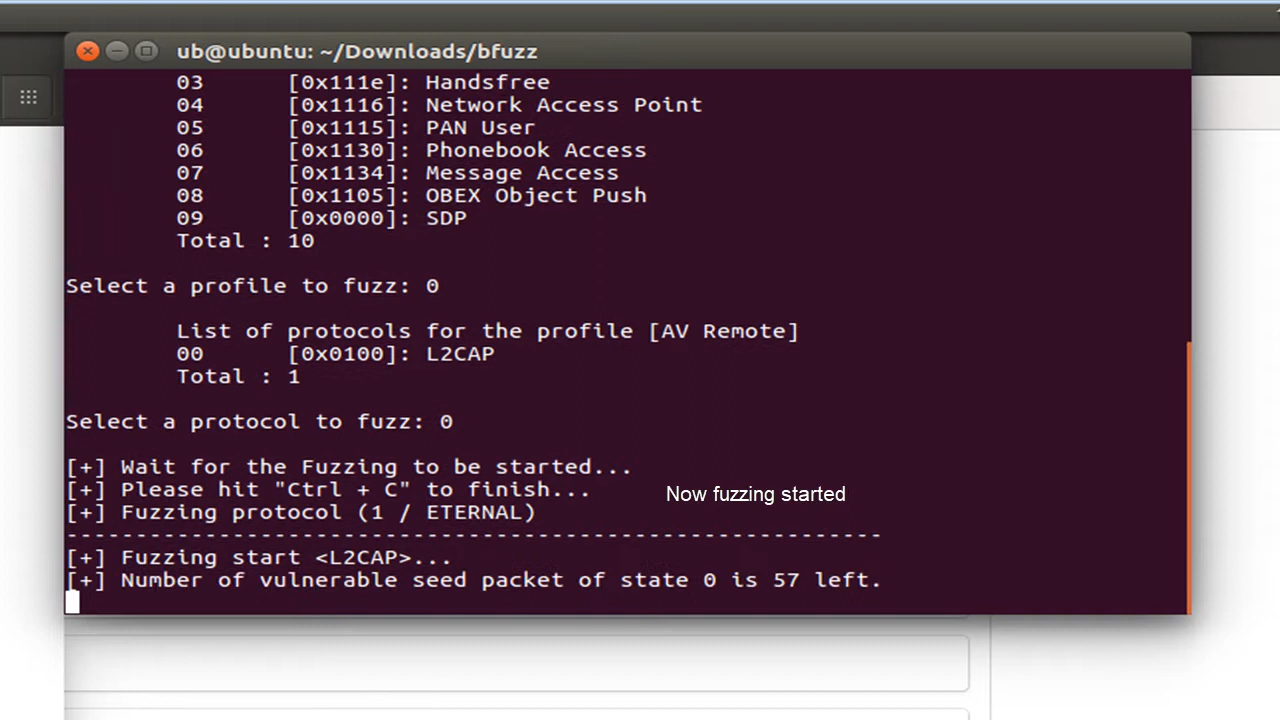 ub@ubuntu: ~/Downloads/bfuzz
03 [0x111e]: Handsfree
04 [0x1116]: Network Access Point
05 [0x1115]: PAN User
06 [0x1130]: Phonebook Access
07 [0x1134]: Message Access
08 [0x1105]: OBEX Object Push
09 [0x0000]: SDP
Total : 10
Select a profile to fuzz: 0
List of protocols for the profile [AV Remote]
00 [0x0100]: L2CAP
Total : 1
Select a protocol to fuzz: 0
[+] Wait for the Fuzzing to be started...
[+] Please hit "Ctrl + C" to finish...
Now fuzzing started
[+] Fuzzing protocol (1 / ETERNAL)
-----------------------------------------------------------
[+] Fuzzing start <L2CAP>...
[+] Number of vulnerable seed packet of state 0 is 57 left.